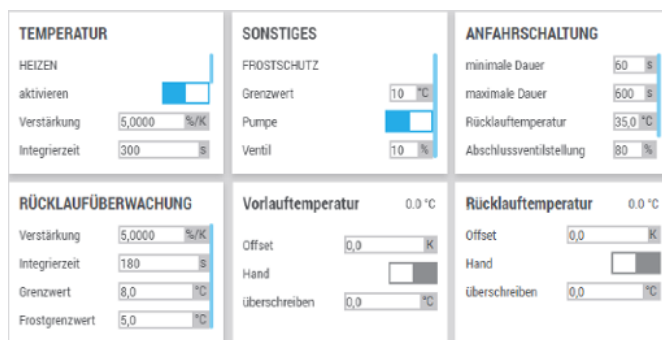 TEMPERATUR
HEIZEN
aktivieren
Verstärkung 5,0000 %/K
Integrierzeit 300 s
SONSTIGES
FROSTSCHUTZ
Grenzwert 10 °C
Pumpe
Ventil 10 %
ANFAHRSCHALTUNG
minimale Dauer 60 s
maximale Dauer 600 s
Rücklauftemperatur 35,0 °C
Abschlussventilstellung 80 %
RÜCKLAUFÜBERWACHUNG
Verstärkung 5,0000 %/K
Integrierzeit 180 s
Grenzwert 8,0 °C
Frostgrenzwert 5,0 °C
Vorlauftemperatur 0.0 °C
Offset 0,0 K
Hand
überschreiben 0,0 °C
Rücklauftemperatur 0.0 °C
Offset 0,0 K
Hand
überschreiben 0,0 °C